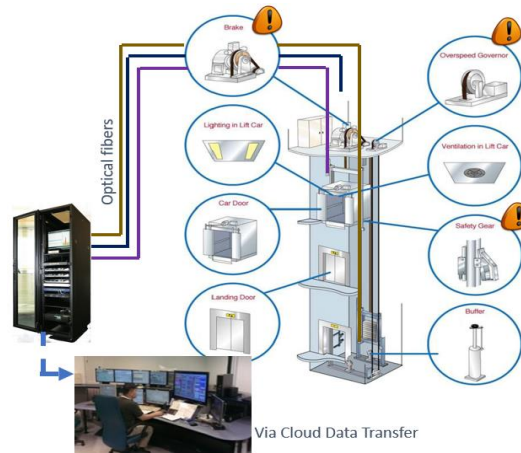 Brake
Overspeed Governor
Lighting in Lift Car
Ventilation in Lift Car
Optical fibers
Car Door
Safety Gear
Landing Door
Buffer
Via Cloud Data Transfer